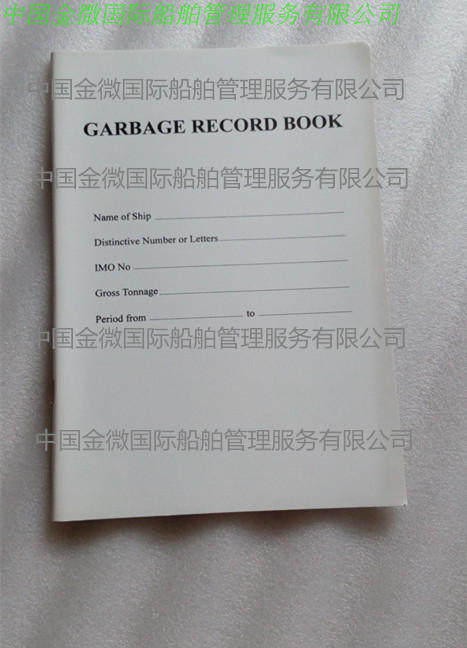 中国金微国际船舶管理服务有限公司
中国金微国际船舶管理服务有限公司
GARBAGE RECORD BOOK
中国金微国际船舶管理服务有限公司
Name of Ship
Distinctive Number or Letters
IMO No
Gross Tonnage
Period from to
中国金微国际船舶管理服务有限公司
中国金微国际船舶管理服务有限公司